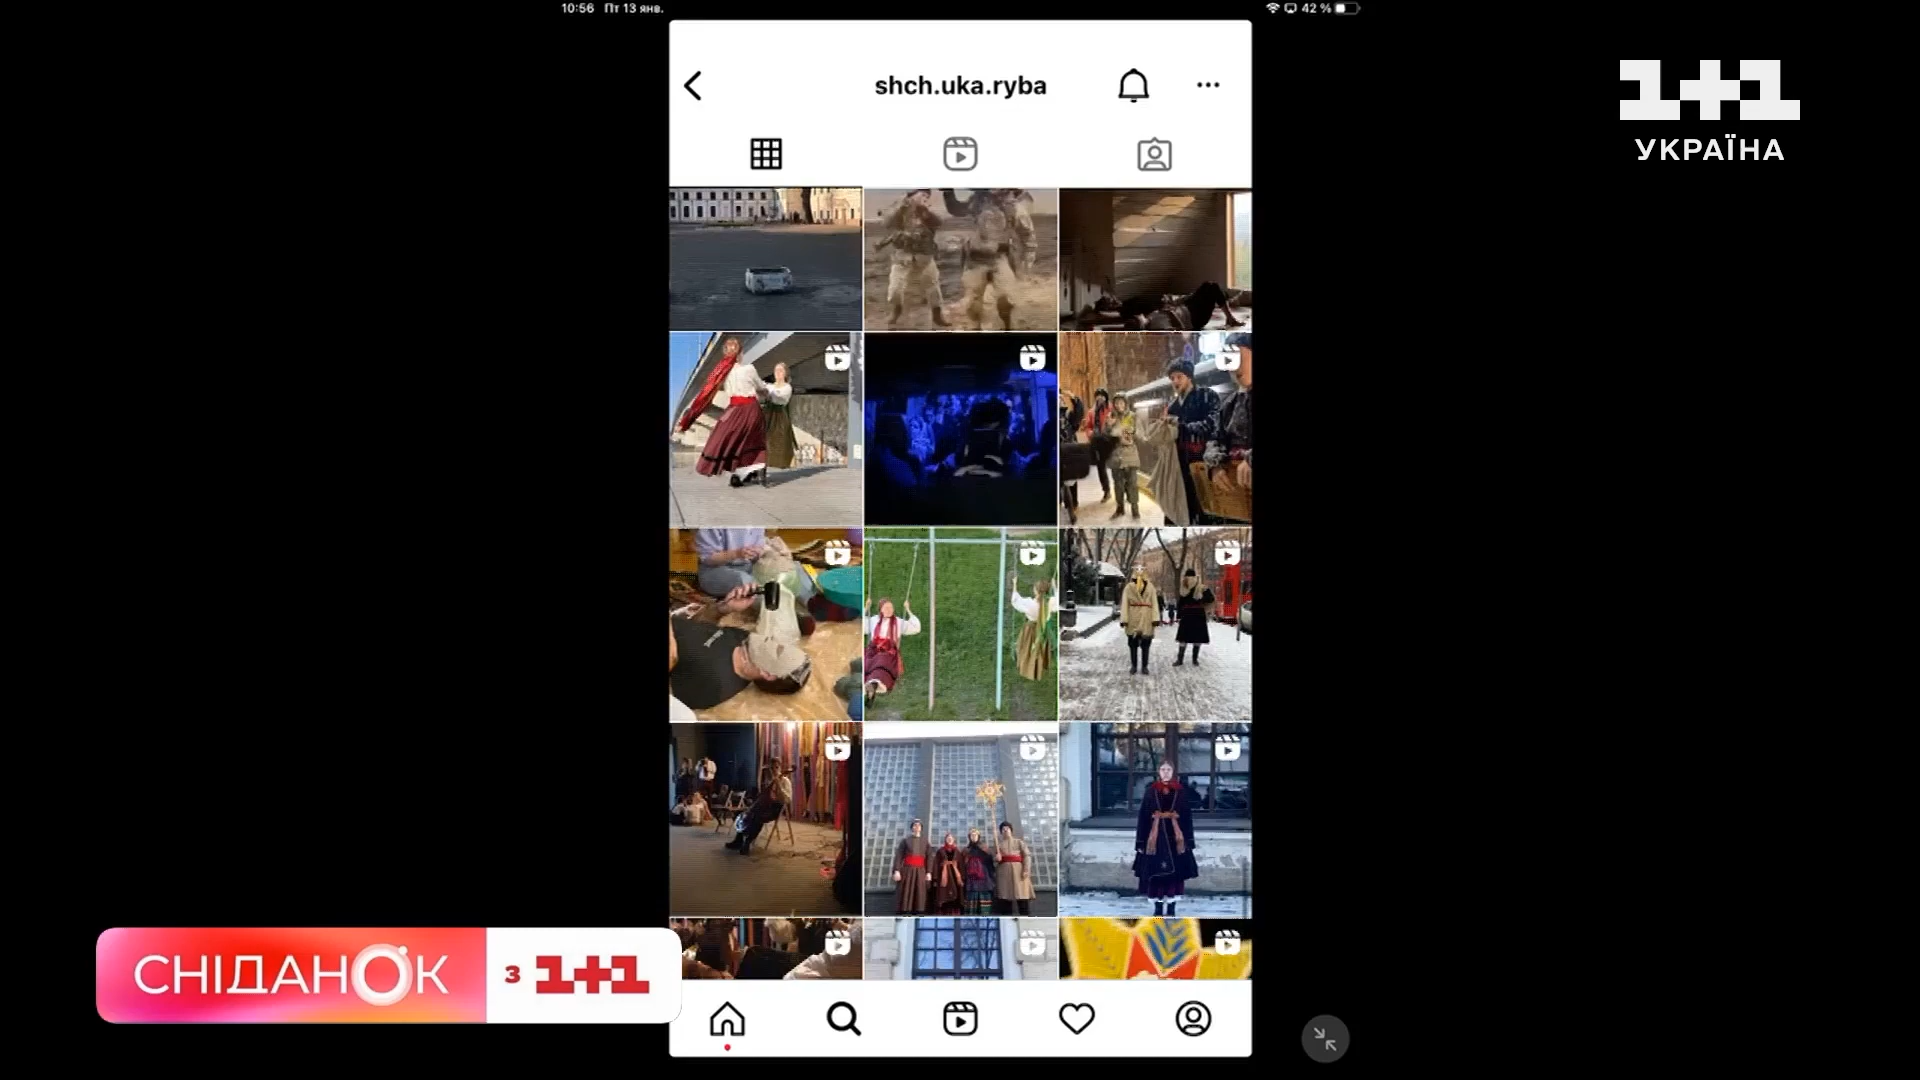 10:56 Пт 13 янв.
42 %
shch.uka.ryba
1+1
УКРАЇНА
СНІДАНОК
з 1+1